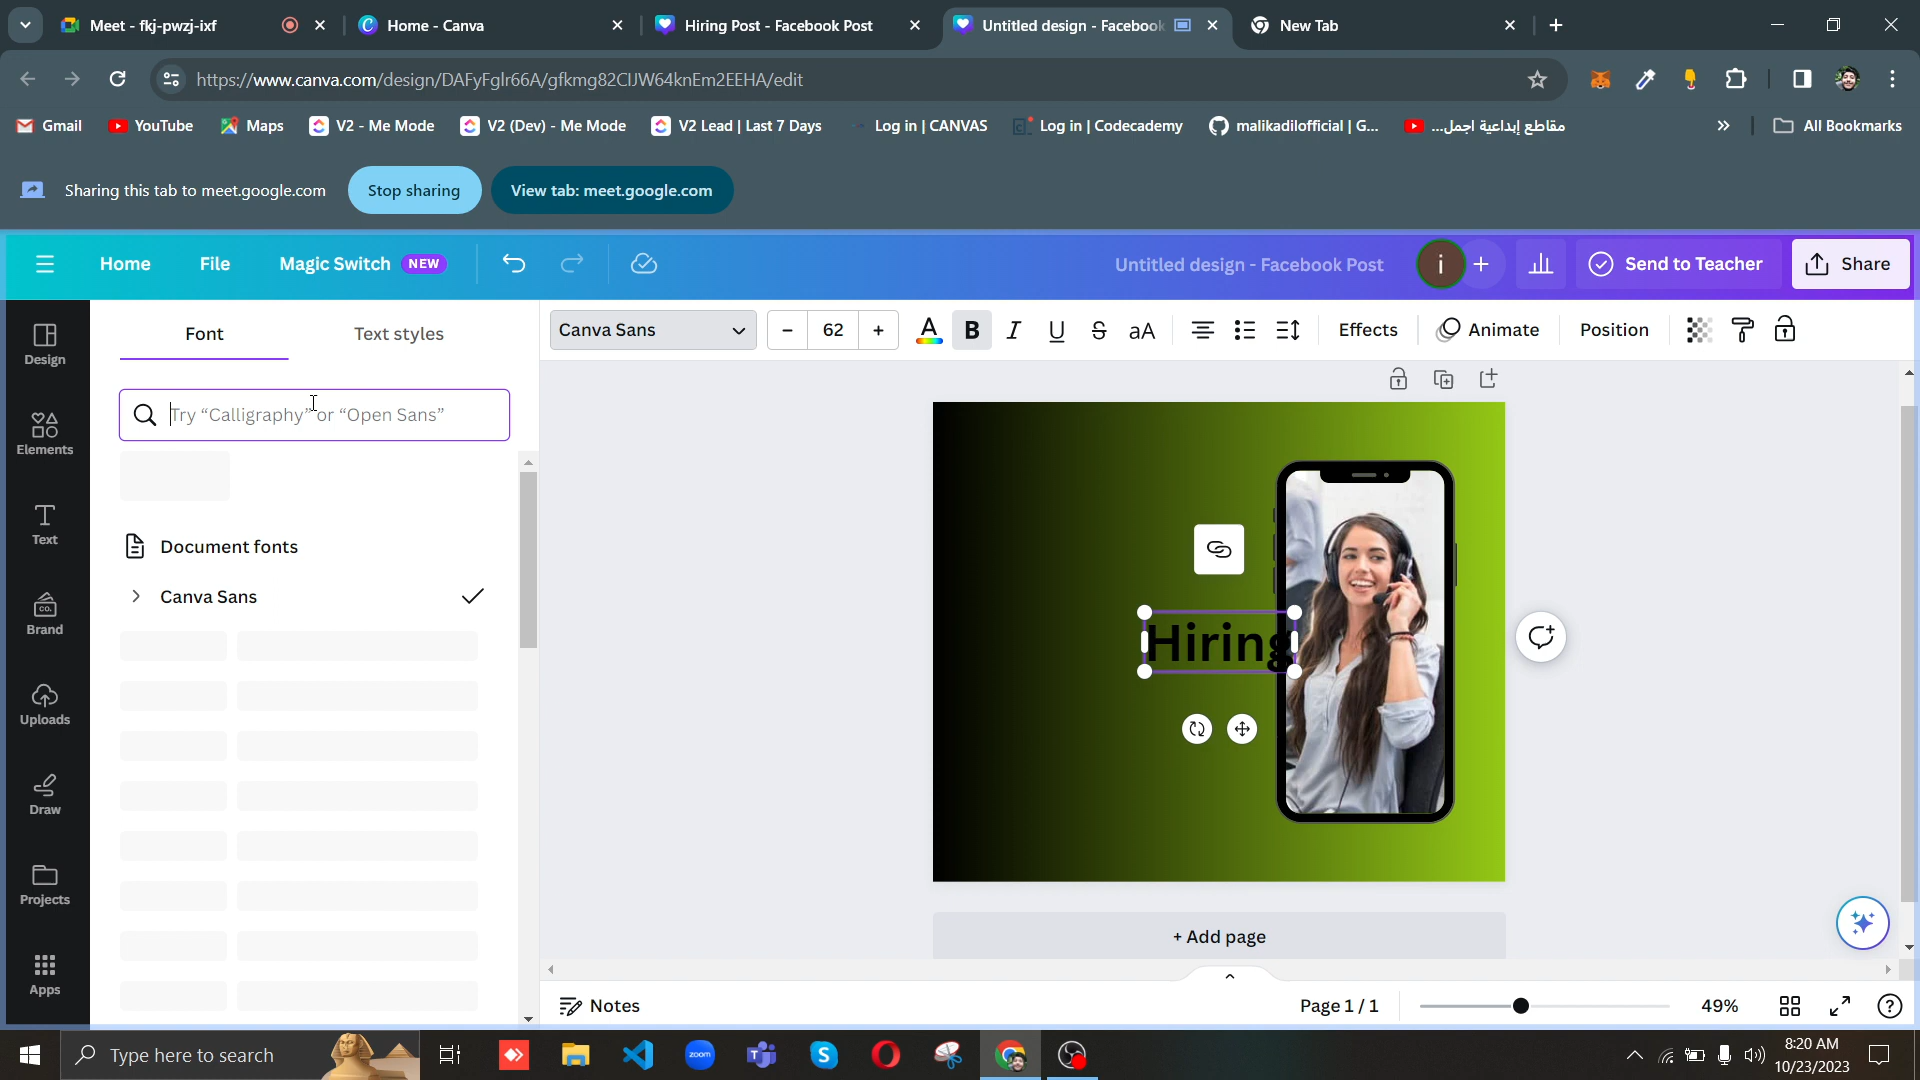 Meet - fkj-pwzj-ixf
Home - Canva
Hiring Post - Facebook Post
Untitled design - Facebook
New Tab
https://www.canva.com/design/DAFyFglr66A/gfkmg82ClJW64knEm2EEHA/edit
Gmail
YouTube
Maps
V2 - Me Mode
V2 (Dev) - Me Mode
V2 Lead | Last 7 Days
Log in | CANVAS
Log in | Codecademy
malikadilofficial | G...
مقاطع إبداعية اجمل...
All Bookmarks
Sharing this tab to meet.google.com
Stop sharing
View tab: meet.google.com
Home
File
Magic Switch NEW
Untitled design - Facebook Post
i
Send to Teacher
Share
Design
Elements
Text
Brand
Uploads
Draw
Projects
Apps
Font
Text styles
Try “Calligraphy” or “Open Sans”
Document fonts
Canva Sans
Canva Sans
62
A
B
I
U
S
aA
Effects
Animate
Position
Hiring
+ Add page
Notes
Page 1 / 1
49%
Type here to search
zoom
8:20 AM
10/23/2023